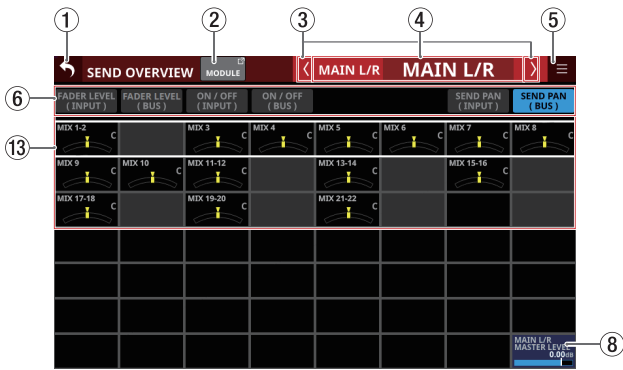 ① ② ③ ④ ⑤
SEND OVERVIEW MODULE MAIN L/R MAIN L/R
⑥
FADER LEVEL FADER LEVEL ON / OFF ON / OFF SEND PAN SEND PAN
( INPUT ) ( BUS ) ( INPUT ) ( BUS ) ( INPUT ) ( BUS )
⑬
MIX 1-2 MIX 3 MIX 4 MIX 5 MIX 6 MIX 7 MIX 8
C C C C C C C
MIX 9 MIX 10 MIX 11-12 MIX 13-14 MIX 15-16
C C C C C
MIX 17-18 MIX 19-20 MIX 21-22
C C C
MAIN L/R
MASTER LEVEL
0.00dB
⑧